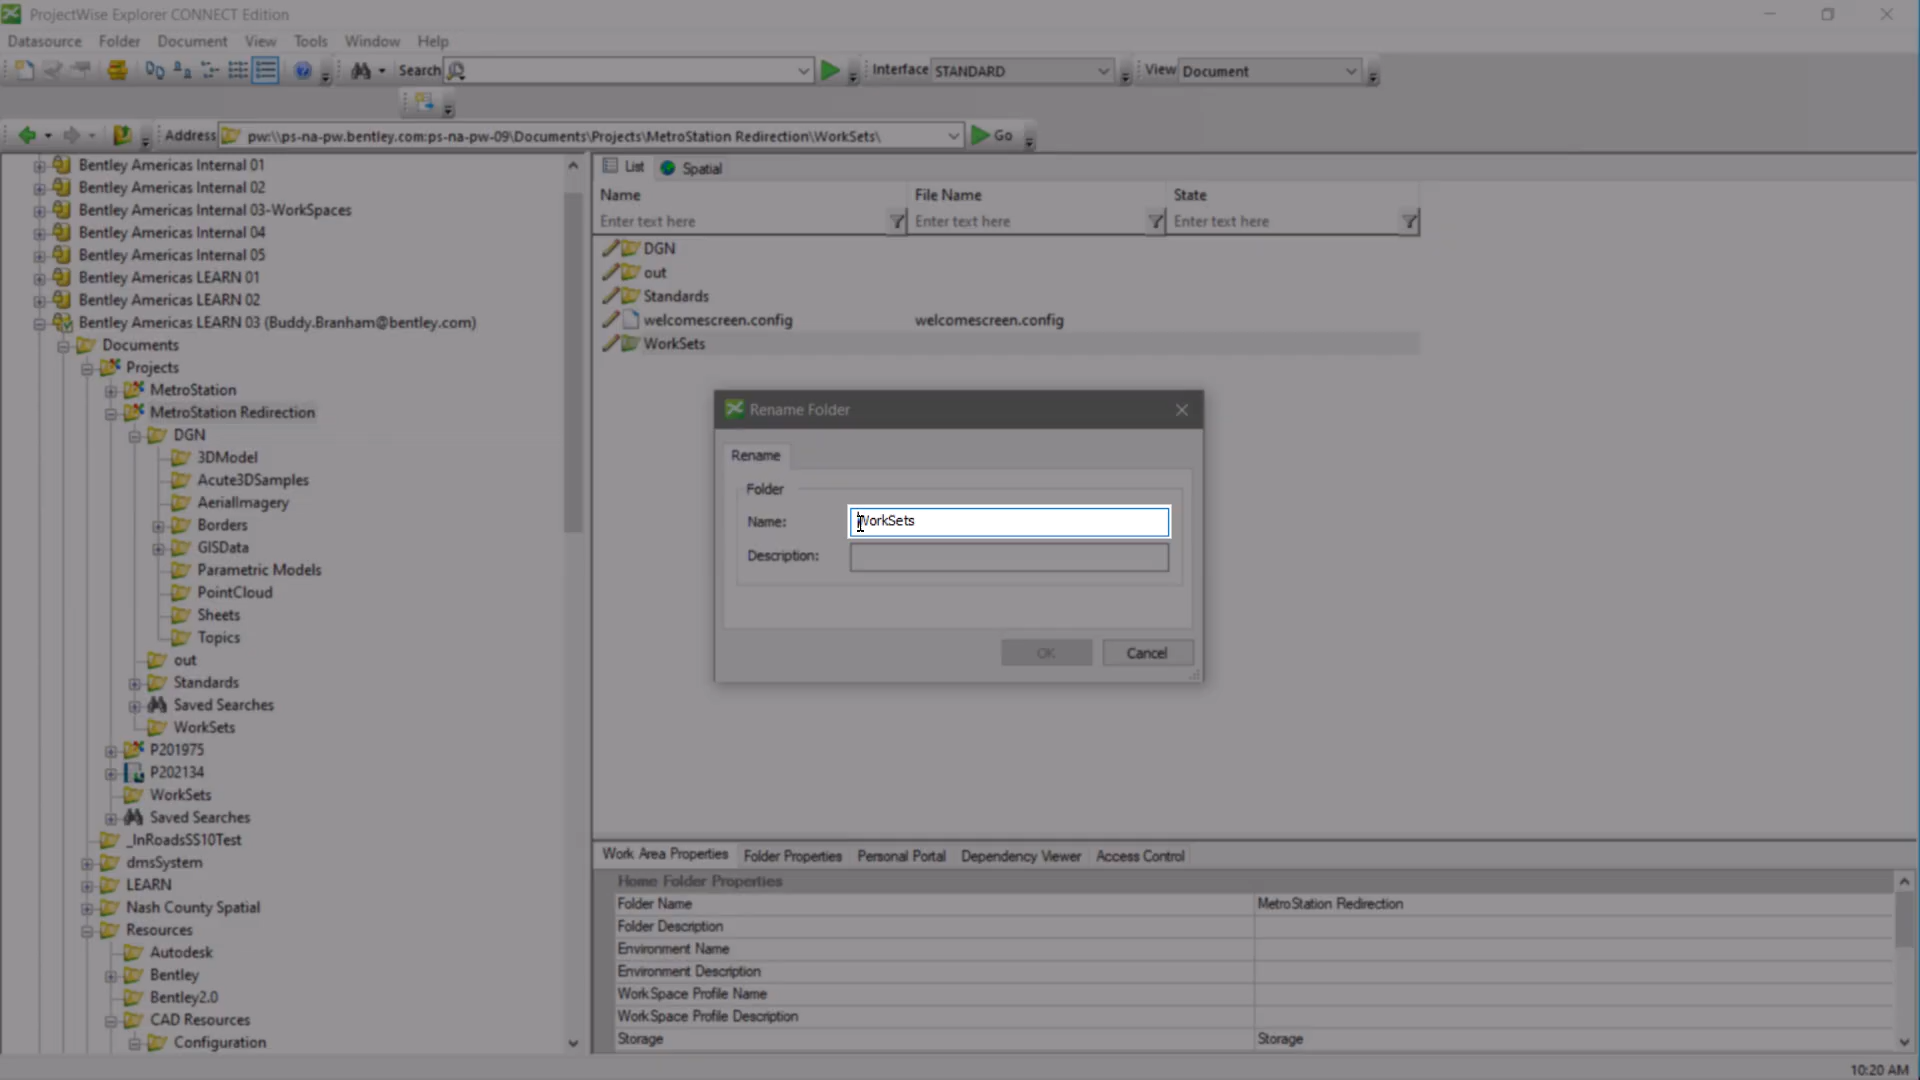 ProjectWise Explorer CONNECT Edition
Datasource Folder Document View Tools Window Help
Search Interface STANDARD View Document
Address pw:\\ps-na-pw.bentley.com:ps-na-pw-09\Documents\Projects\MetroStation Redirection\WorkSets\ Go
Bentley Americas Internal 01
Bentley Americas Internal 02
Bentley Americas Internal 03-WorkSpaces
Bentley Americas Internal 04
Bentley Americas Internal 05
Bentley Americas LEARN 01
Bentley Americas LEARN 02
Bentley Americas LEARN 03 (Buddy.Branham@bentley.com)
Documents
Projects
MetroStation
MetroStation Redirection
DGN
3DModel
Acute3DSamples
AerialImagery
Borders
GISData
Parametric Models
PointCloud
Sheets
Topics
out
Standards
Saved Searches
WorkSets
P201975
P202134
WorkSets
Saved Searches
_InRoadsSS10Test
dmsSystem
LEARN
Nash County Spatial
Resources
Autodesk
Bentley
Bentley2.0
CAD Resources
Configuration
List Spatial
Name File Name State
Enter text here Enter text here Enter text here
DGN
out
Standards
welcomescreen.config welcomescreen.config
WorkSets
Rename Folder
Rename
Folder
Name: WorkSets
Description:
OK Cancel
Work Area Properties Folder Properties Personal Portal Dependency Viewer Access Control
Home Folder Properties
Folder Name MetroStation Redirection
Folder Description
Environment Name
Environment Description
WorkSpace Profile Name
WorkSpace Profile Description
Storage Storage
10:20 AM